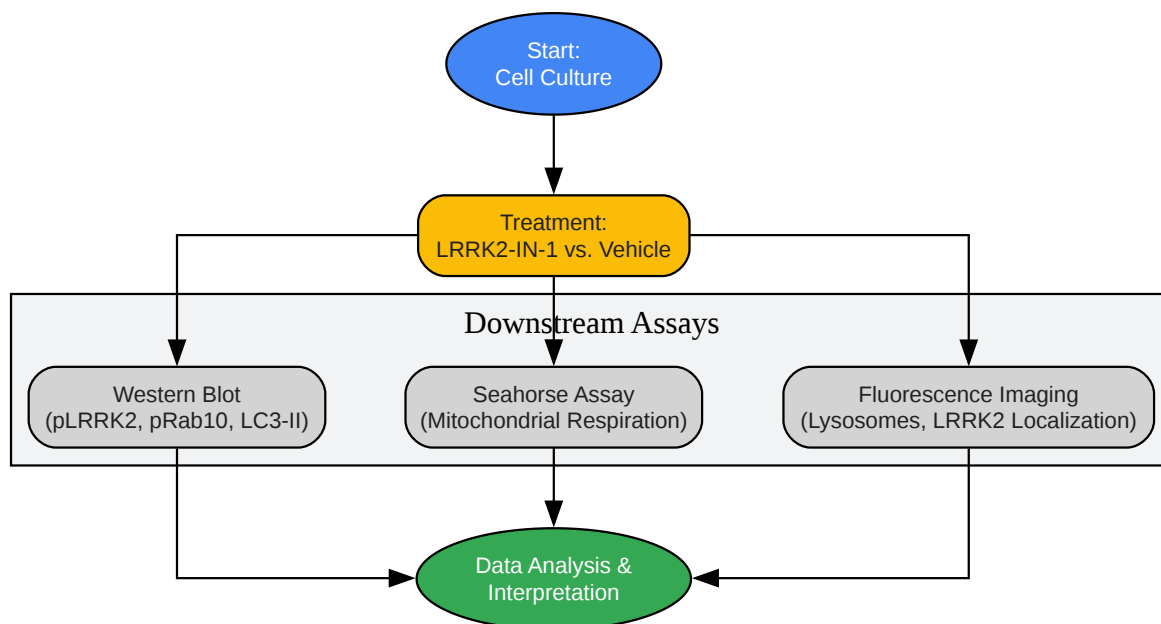 Start:
Cell Culture
Treatment:
LRRK2-IN-1 vs. Vehicle
Downstream Assays
Western Blot
(pLRRK2, pRab10, LC3-II)
Seahorse Assay
(Mitochondrial Respiration)
Fluorescence Imaging
(Lysosomes, LRRK2 Localization)
Data Analysis &
Interpretation